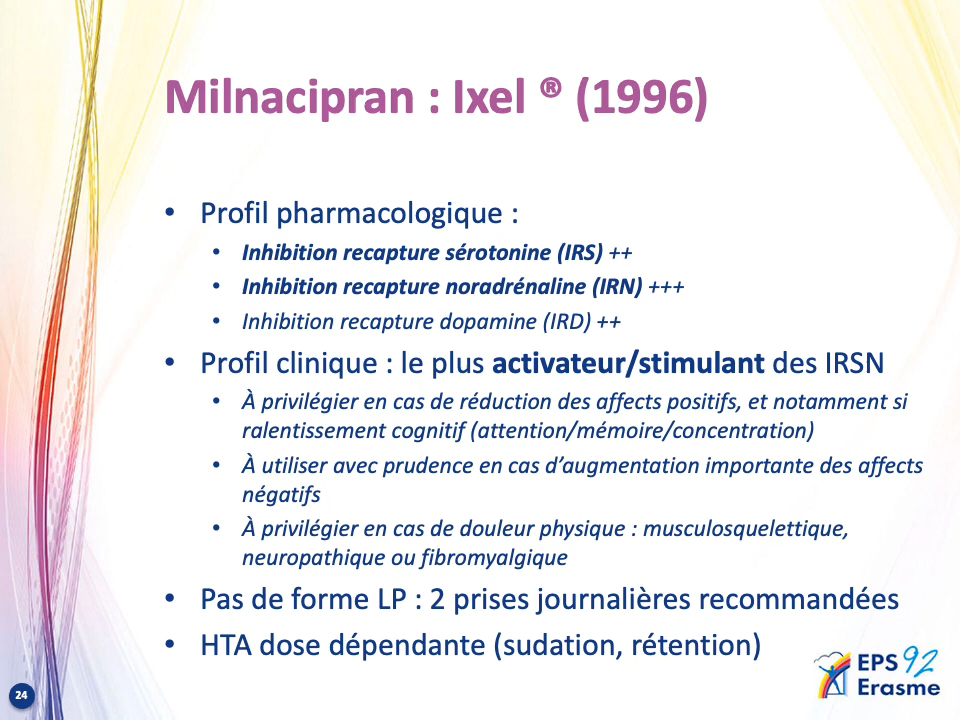 Milnacipran : Ixel ® (1996)
• Profil pharmacologique :
• Inhibition recapture sérotonine (IRS) ++
• Inhibition recapture noradrénaline (IRN) +++
• Inhibition recapture dopamine (IRD) ++
• Profil clinique : le plus activateur/stimulant des IRSN
• À privilégier en cas de réduction des affects positifs, et notamment si
ralentissement cognitif (attention/mémoire/concentration)
• À utiliser avec prudence en cas d’augmentation importante des affects
négatifs
• À privilégier en cas de douleur physique : musculosquelettique,
neuropathique ou fibromyalgique
• Pas de forme LP : 2 prises journalières recommandées
• HTA dose dépendante (sudation, rétention)
24
EPS 92
Erasme